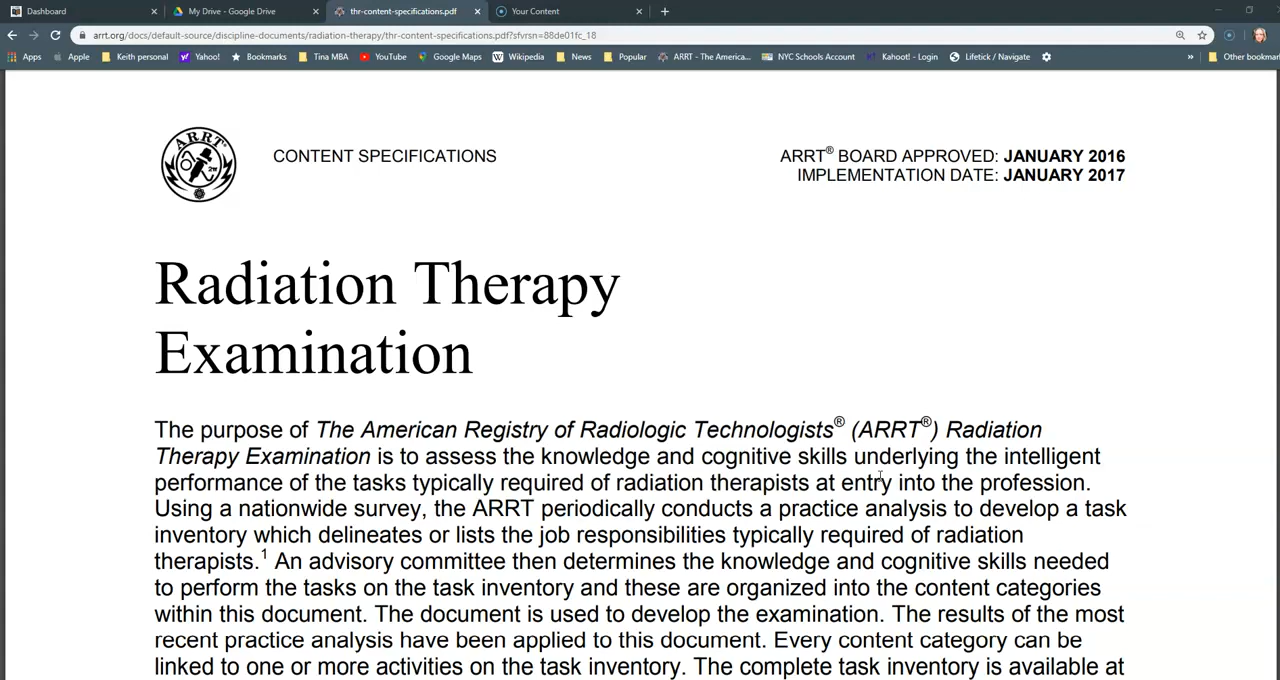 Dashboard
My Drive - Google Drive
thr-content-specifications.pdf
Your Content
arrt.org/docs/default-source/discipline-documents/radiation-therapy/thr-content-specifications.pdf?sfvrsn=88de01fc_18
Apps Apple Keith personal Yahoo! Bookmarks Tina MBA YouTube Google Maps Wikipedia News Popular ARRT - The America... NYC Schools Account Kahoot! - Login Lifetick / Navigate » Other bookmar
ARRT®
CONTENT SPECIFICATIONS
ARRT® BOARD APPROVED: JANUARY 2016
IMPLEMENTATION DATE: JANUARY 2017
Radiation Therapy
Examination
The purpose of The American Registry of Radiologic Technologists® (ARRT®) Radiation
Therapy Examination is to assess the knowledge and cognitive skills underlying the intelligent
performance of the tasks typically required of radiation therapists at entry into the profession.
Using a nationwide survey, the ARRT periodically conducts a practice analysis to develop a task
inventory which delineates or lists the job responsibilities typically required of radiation
therapists.1 An advisory committee then determines the knowledge and cognitive skills needed
to perform the tasks on the task inventory and these are organized into the content categories
within this document. The document is used to develop the examination. The results of the most
recent practice analysis have been applied to this document. Every content category can be
linked to one or more activities on the task inventory. The complete task inventory is available at